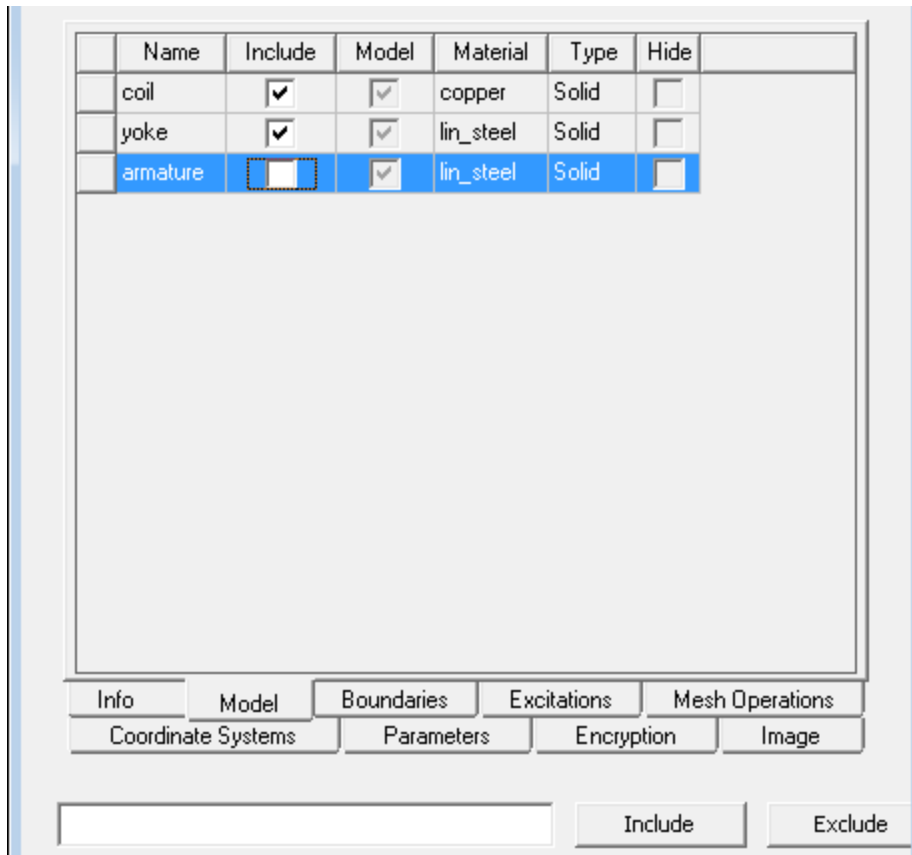 Name Include Model Material Type Hide
coil copper Solid
yoke lin_steel Solid
armature lin_steel Solid
Info Model Boundaries Excitations Mesh Operations
Coordinate Systems Parameters Encryption Image
Include Exclude